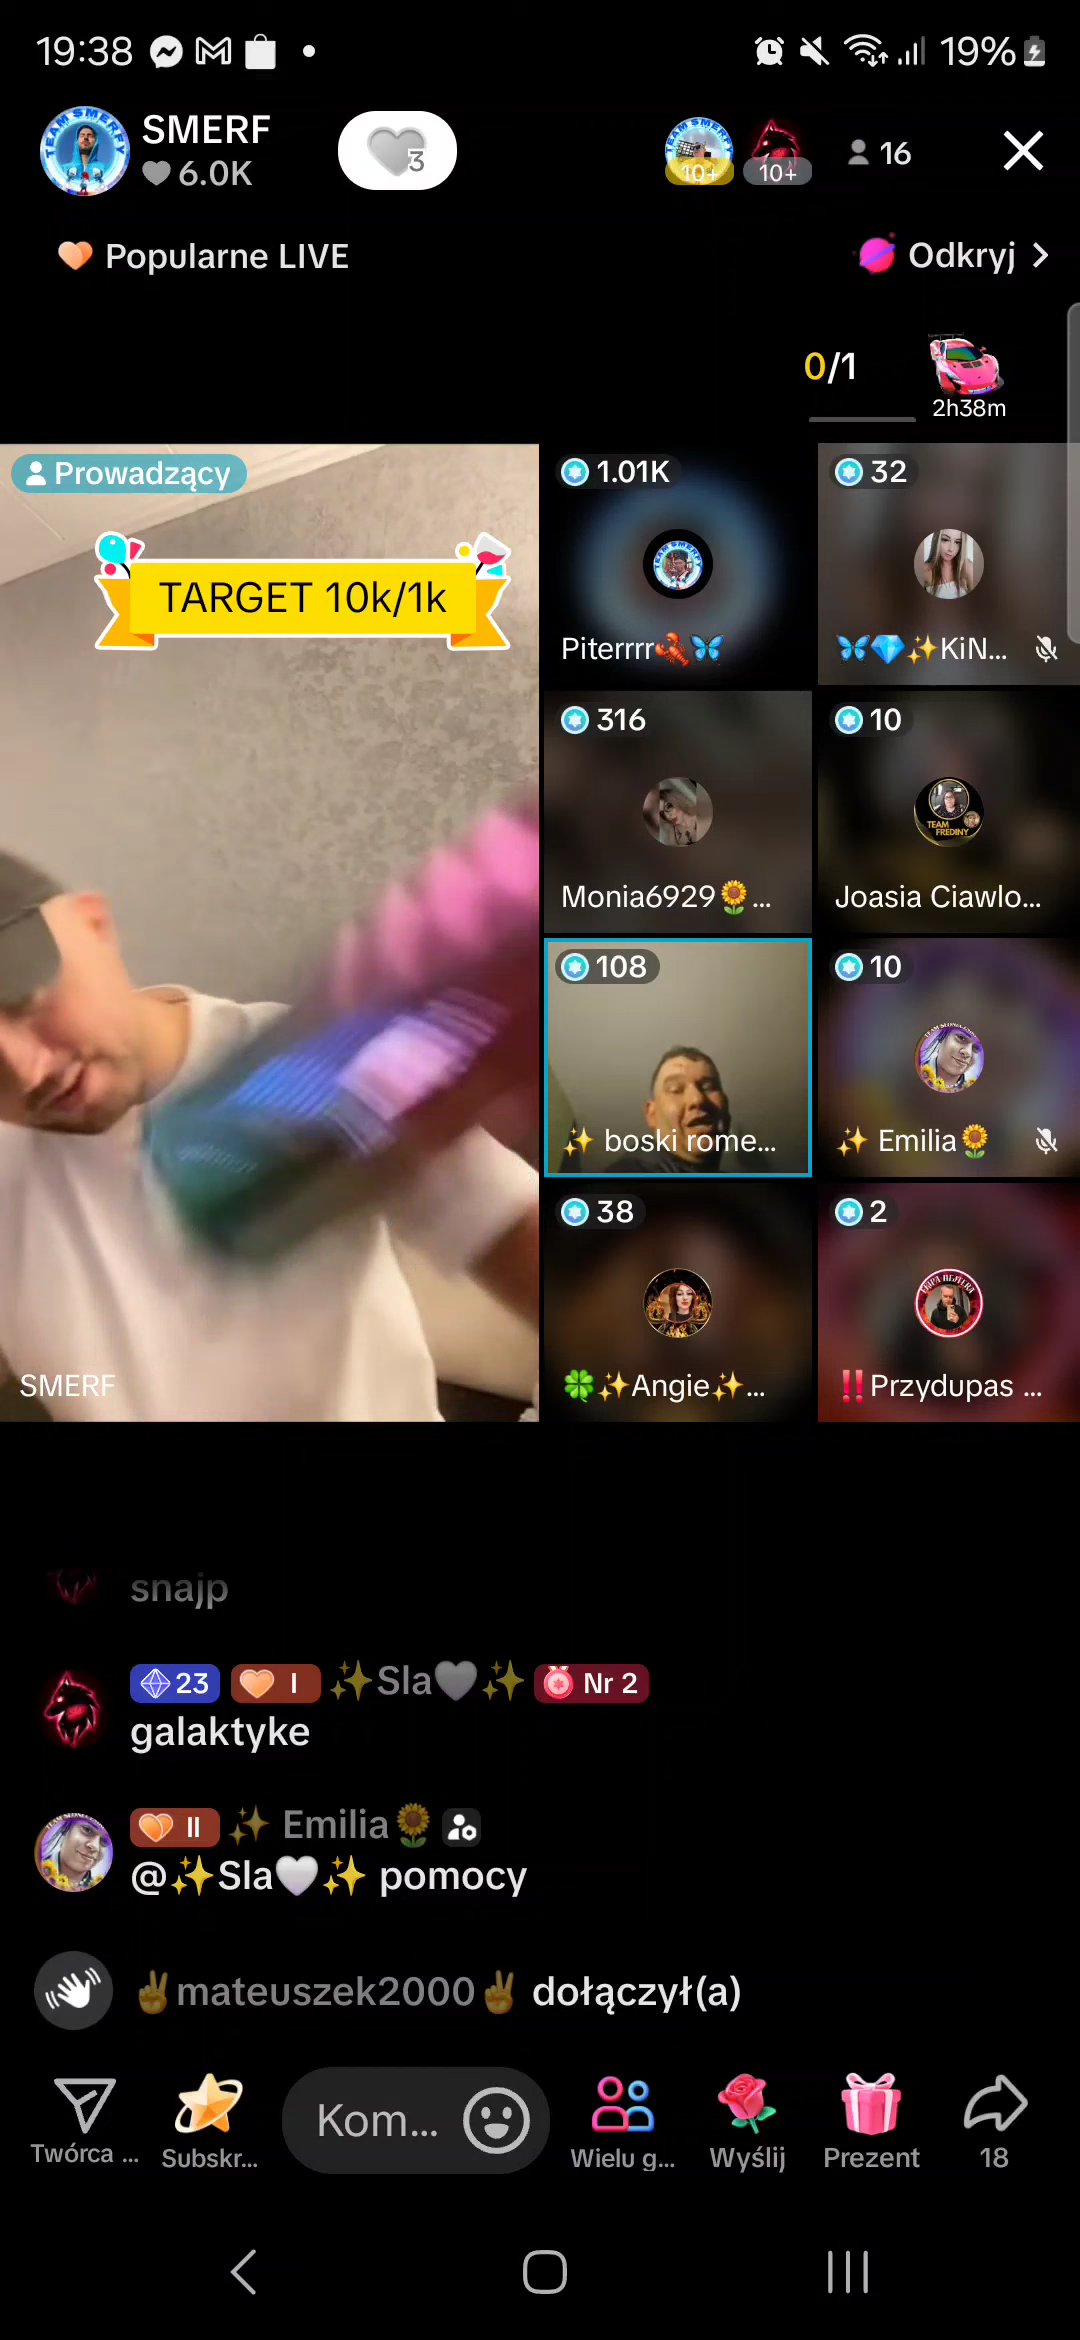 19:38
19%
SMERF
6.0K
3
10+
10+
16
Popularne LIVE
Odkryj
0/1
2h38m
Prowadzący
TARGET 10k/1k
SMERF
1.01K
Piterrrr🦞🦋
32
🦋💎✨KiN...
316
Monia6929🌻...
10
TEAM FREDINY
Joasia Ciawlo...
108
✨ boski rome...
10
✨ Emilia🌻
38
🍀✨Angie✨...
2
‼️Przydupas ...
snajp
23 I ✨Sla🤍✨ Nr 2
galaktyke
II ✨ Emilia🌻
@✨Sla🤍✨ pomocy
✌️mateuszek2000✌️ dołączył(a)
Kom...
Twórca ...
Subskr...
Wielu g...
Wyślij
Prezent
18